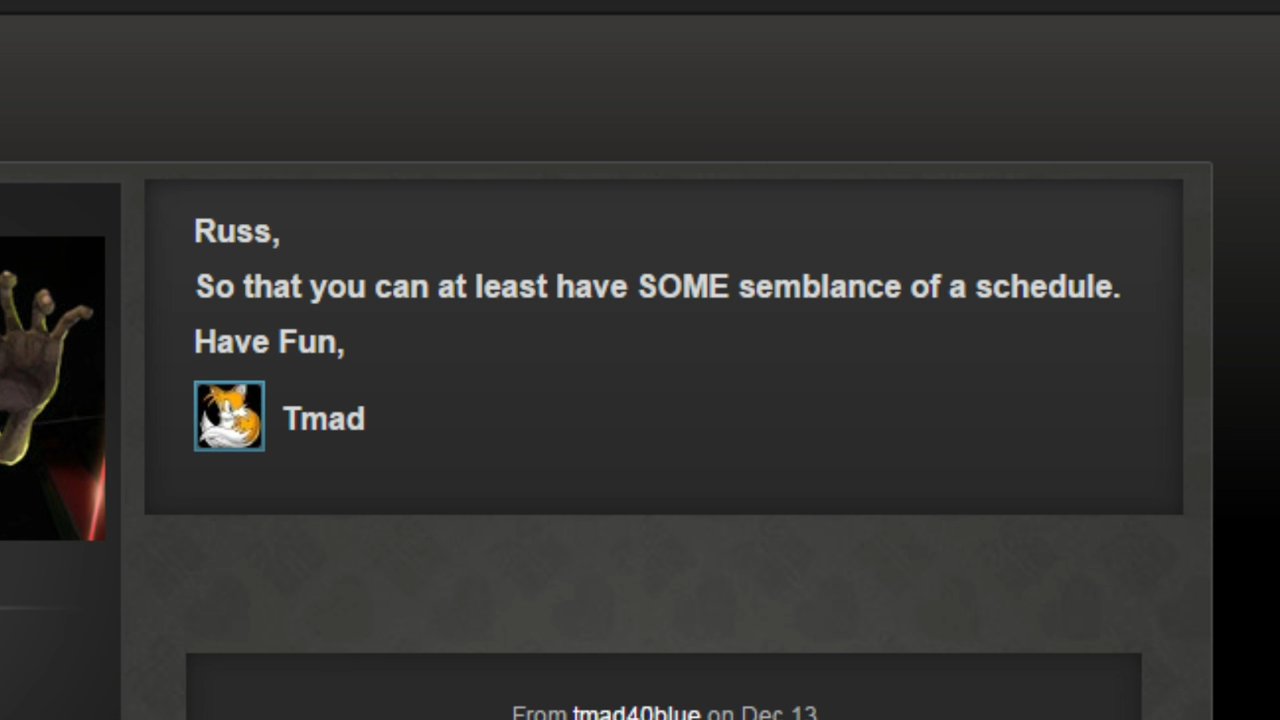 Russ,
So that you can at least have SOME semblance of a schedule.
Have Fun,
Tmad
From tmad40blue on Dec 13